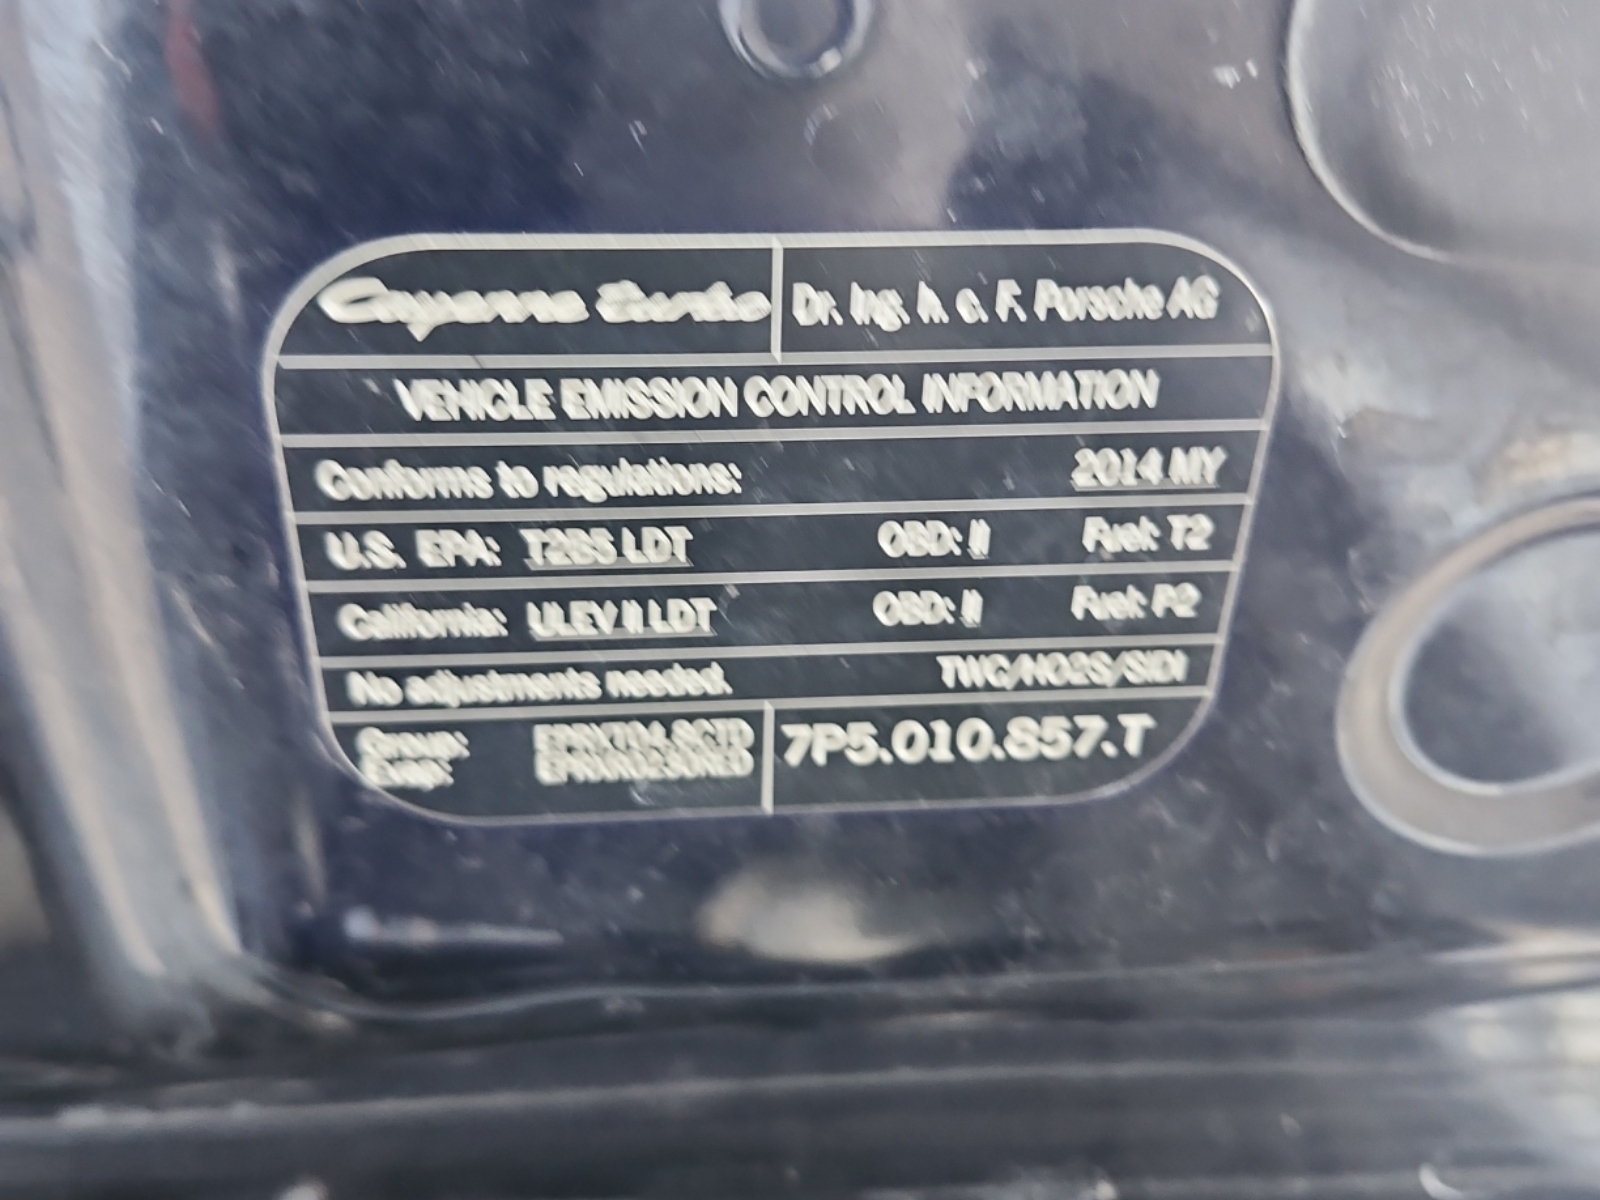 Cayenne turbo
Dr. Ing. h. c. F. Porsche AG
VEHICLE EMISSION CONTROL INFORMATION
Conforms to regulations: 2014 MY
U.S. EPA: T2B5 LDT OBD: II Fuel: T2
California: ULEV II LDT OBD: II Fuel: P2
No adjustments needed. TWC/HO2S/SIDI
Group:
Evap:
7P5.010.857.T